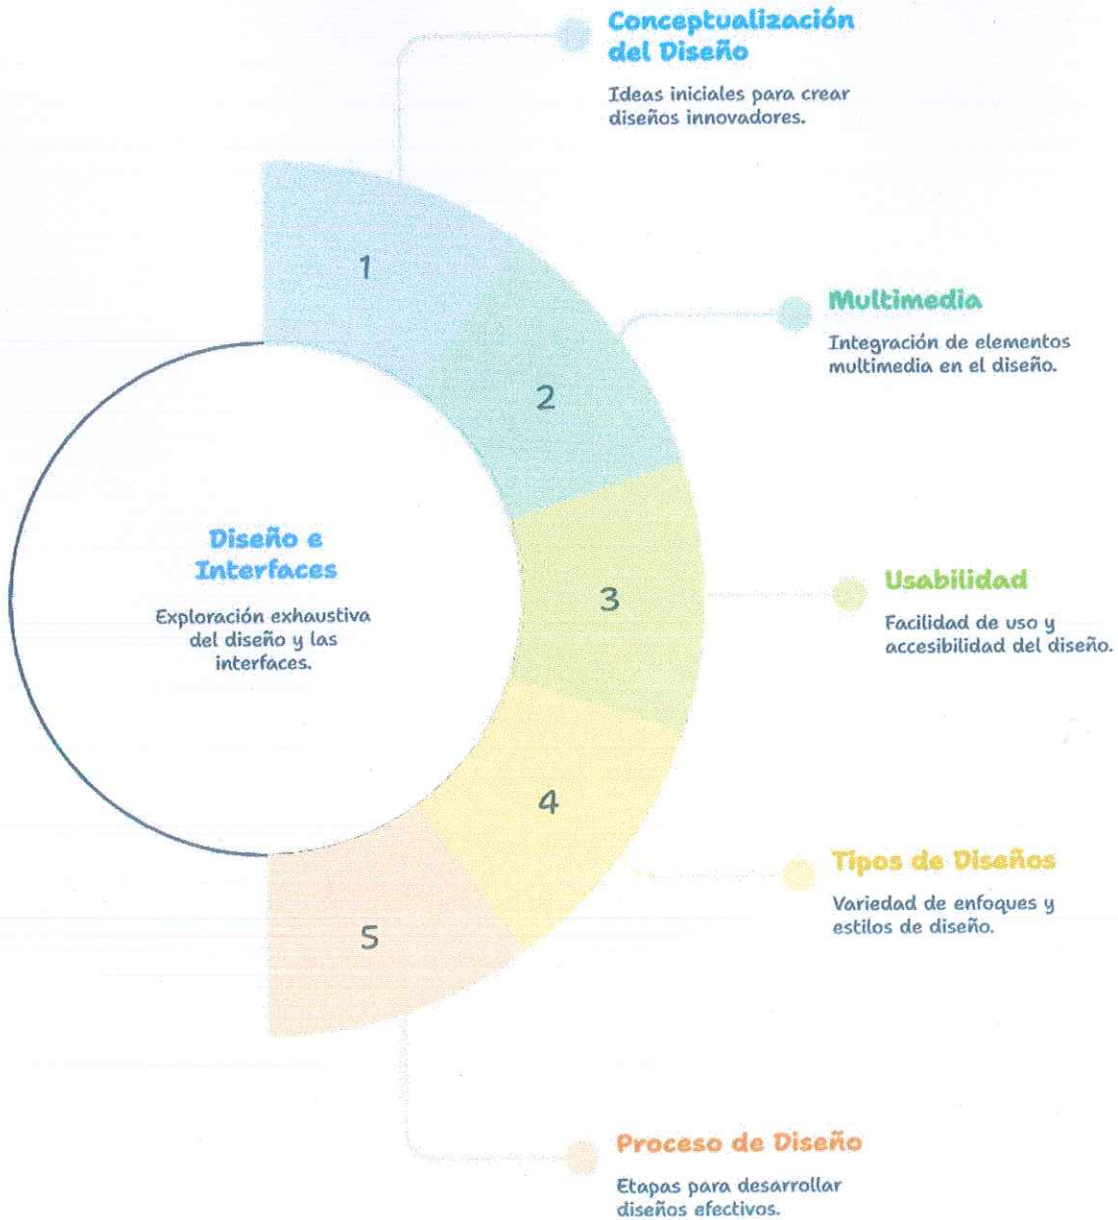 Conceptualización
del Diseño
Ideas iniciales para crear
diseños innovadores.
1
Multimedia
Integración de elementos
multimedia en el diseño.
2
Diseño e
Interfaces
Exploración exhaustiva
del diseño y las
interfaces.
3
Usabilidad
Facilidad de uso y
accesibilidad del diseño.
4
Tipos de Diseños
Variedad de enfoques y
estilos de diseño.
5
Proceso de Diseño
Etapas para desarrollar
diseños efectivos.